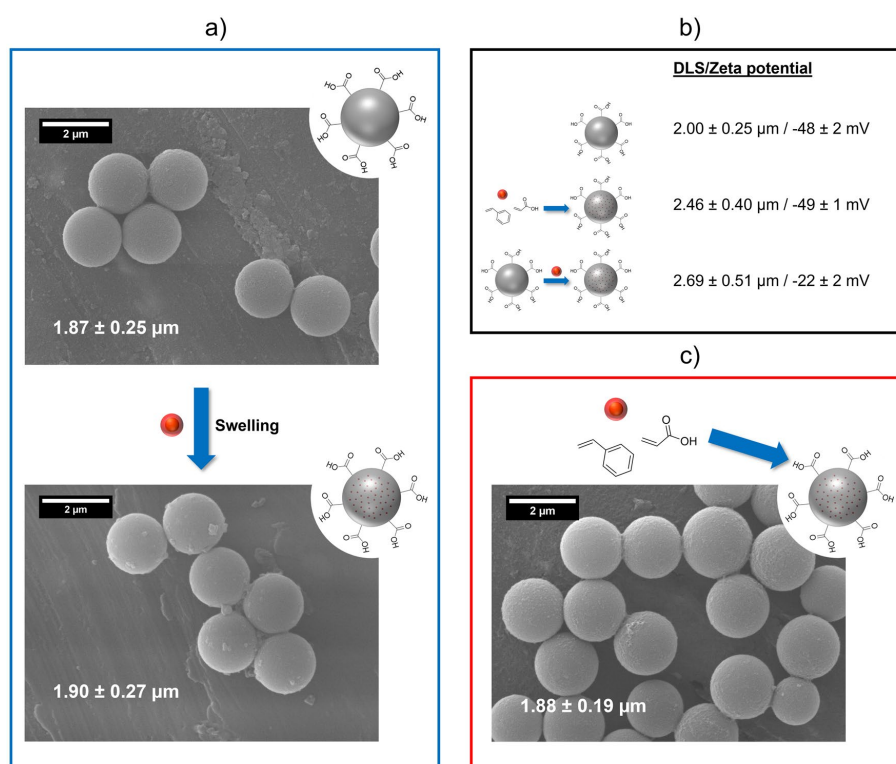 a)
2 µm
1.87 ± 0.25 µm
Swelling
2 µm
1.90 ± 0.27 µm
b)
DLS/Zeta potential
2.00 ± 0.25 µm / -48 ± 2 mV
2.46 ± 0.40 µm / -49 ± 1 mV
2.69 ± 0.51 µm / -22 ± 2 mV
c)
O
OH
2 µm
1.88 ± 0.19 µm